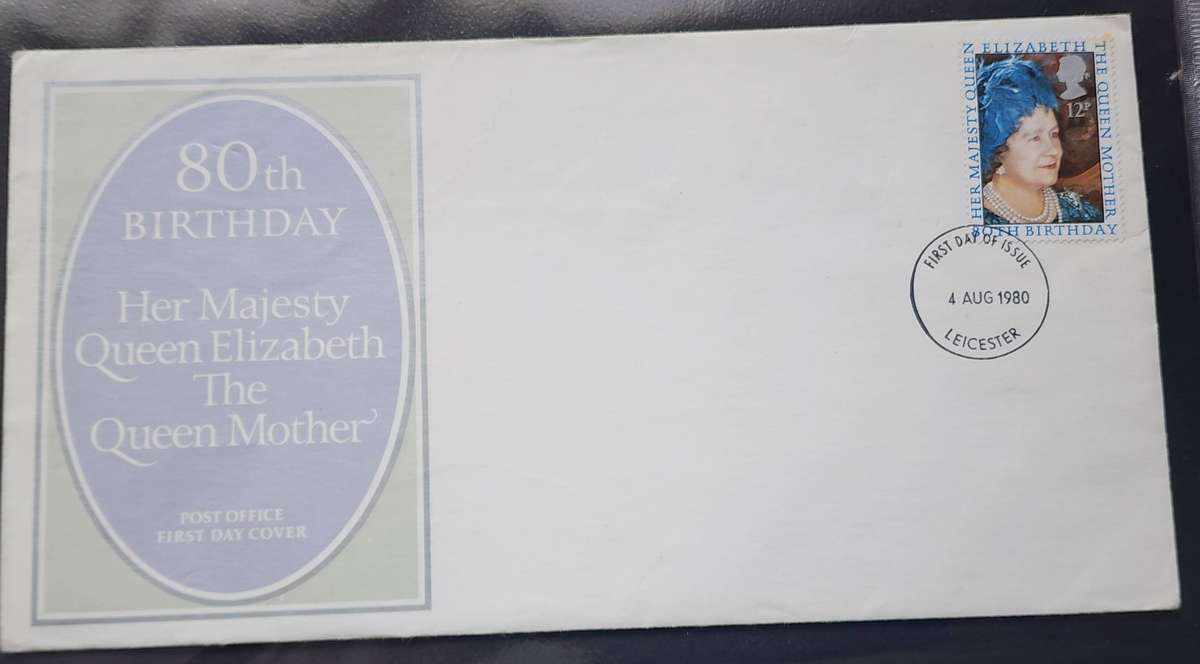 80th
BIRTHDAY
Her Majesty
Queen Elizabeth
The
Queen Mother
POST OFFICE
FIRST DAY COVER
HER MAJESTY QUEEN
ELIZABETH
THE QUEEN MOTHER
12P
80TH BIRTHDAY
FIRST DAY OF ISSUE
4 AUG 1980
LEICESTER